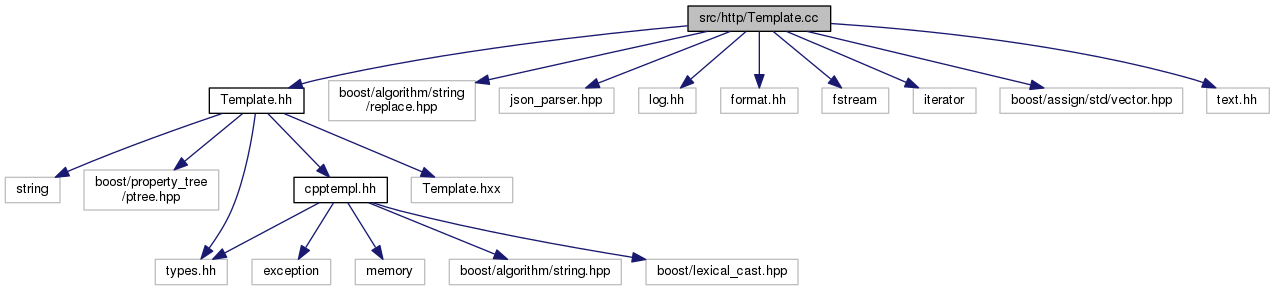 src/http/Template.cc
Template.hh
boost/algorithm/string
/replace.hpp
json_parser.hpp
log.hh
format.hh
fstream
iterator
boost/assign/std/vector.hpp
text.hh
string
boost/property_tree
/ptree.hpp
cpptempl.hh
Template.hxx
types.hh
exception
memory
boost/algorithm/string.hpp
boost/lexical_cast.hpp